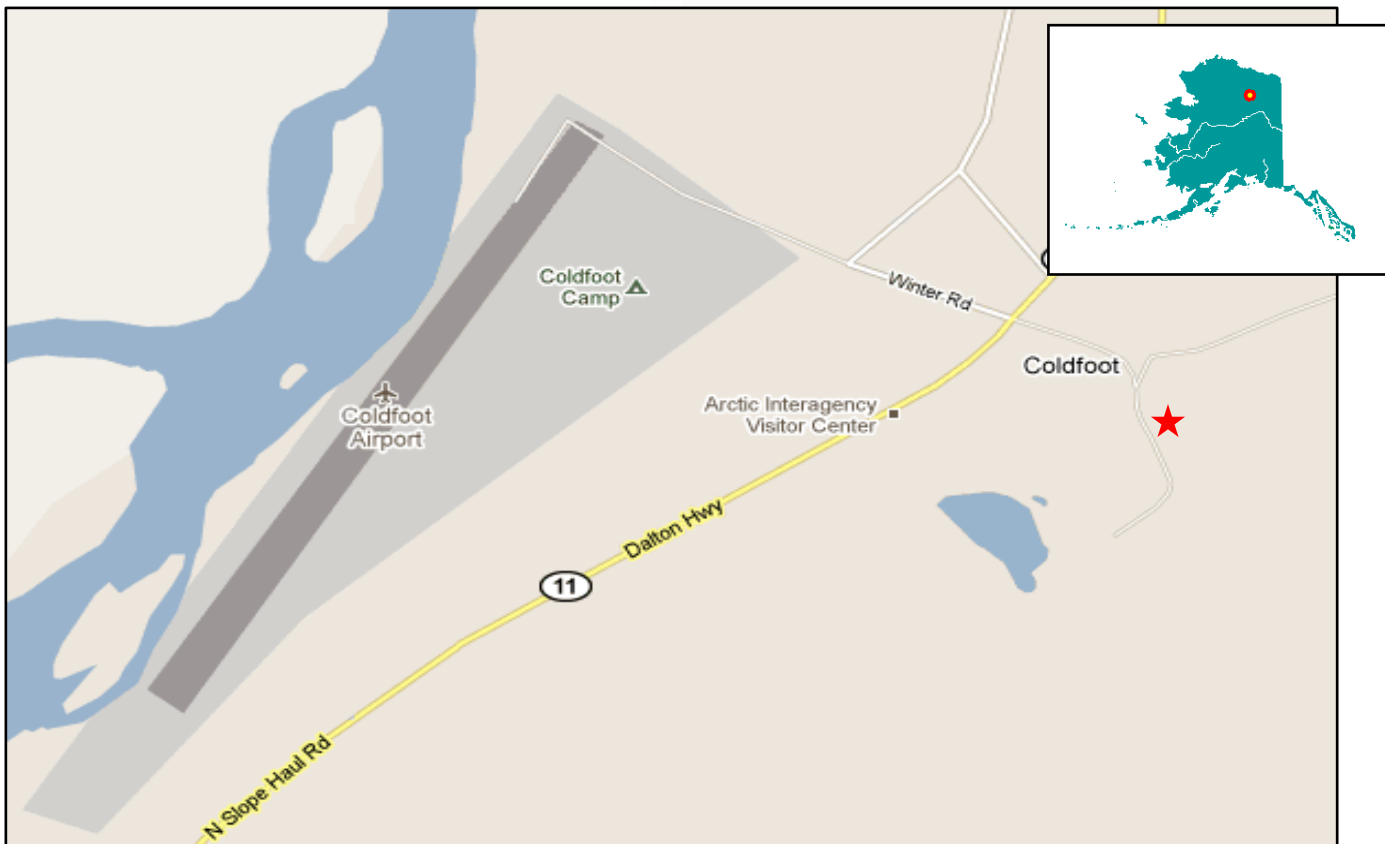 Coldfoot
Camp
Winter Rd
Coldfoot
Coldfoot
Airport
Arctic Interagency
Visitor Center
Dalton Hwy
11
N Slope Haul Rd